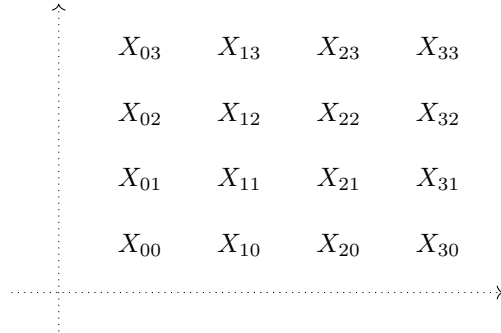 X₀₃ X₁₃ X₂₃ X₃₃
X₀₂ X₁₂ X₂₂ X₃₂
X₀₁ X₁₁ X₂₁ X₃₁
X₀₀ X₁₀ X₂₀ X₃₀